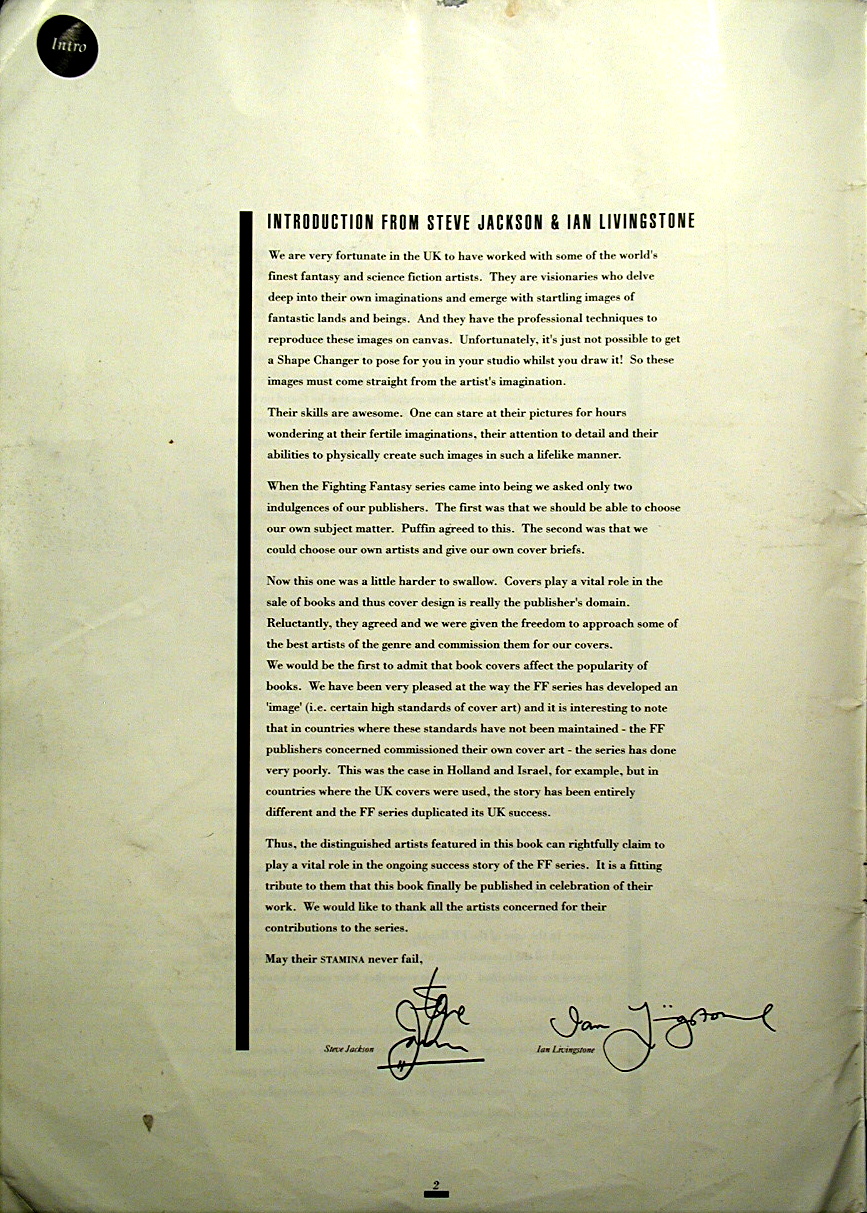 Intro
INTRODUCTION FROM STEVE JACKSON & IAN LIVINGSTONE
We are very fortunate in the UK to have worked with some of the world's
finest fantasy and science fiction artists. They are visionaries who delve
deep into their own imaginations and emerge with startling images of
fantastic lands and beings. And they have the professional techniques to
reproduce these images on canvas. Unfortunately, it's just not possible to get
a Shape Changer to pose for you in your studio whilst you draw it! So these
images must come straight from the artist's imagination.
Their skills are awesome. One can stare at their pictures for hours
wondering at their fertile imaginations, their attention to detail and their
abilities to physically create such images in such a lifelike manner.
When the Fighting Fantasy series came into being we asked only two
indulgences of our publishers. The first was that we should be able to choose
our own subject matter. Puffin agreed to this. The second was that we
could choose our own artists and give our own cover briefs.
Now this one was a little harder to swallow. Covers play a vital role in the
sale of books and thus cover design is really the publisher's domain.
Reluctantly, they agreed and we were given the freedom to approach some of
the best artists of the genre and commission them for our covers.
We would be the first to admit that book covers affect the popularity of
books. We have been very pleased at the way the FF series has developed an
'image' (i.e. certain high standards of cover art) and it is interesting to note
that in countries where these standards have not been maintained - the FF
publishers concerned commissioned their own cover art - the series has done
very poorly. This was the case in Holland and Israel, for example, but in
countries where the UK covers were used, the story has been entirely
different and the FF series duplicated its UK success.
Thus, the distinguished artists featured in this book can rightfully claim to
play a vital role in the ongoing success story of the FF series. It is a fitting
tribute to them that this book finally be published in celebration of their
work. We would like to thank all the artists concerned for their
contributions to the series.
May their STAMINA never fail,
Steve Jackson
Steve Jackson
Ian Livingstone
Ian Livingstone
2